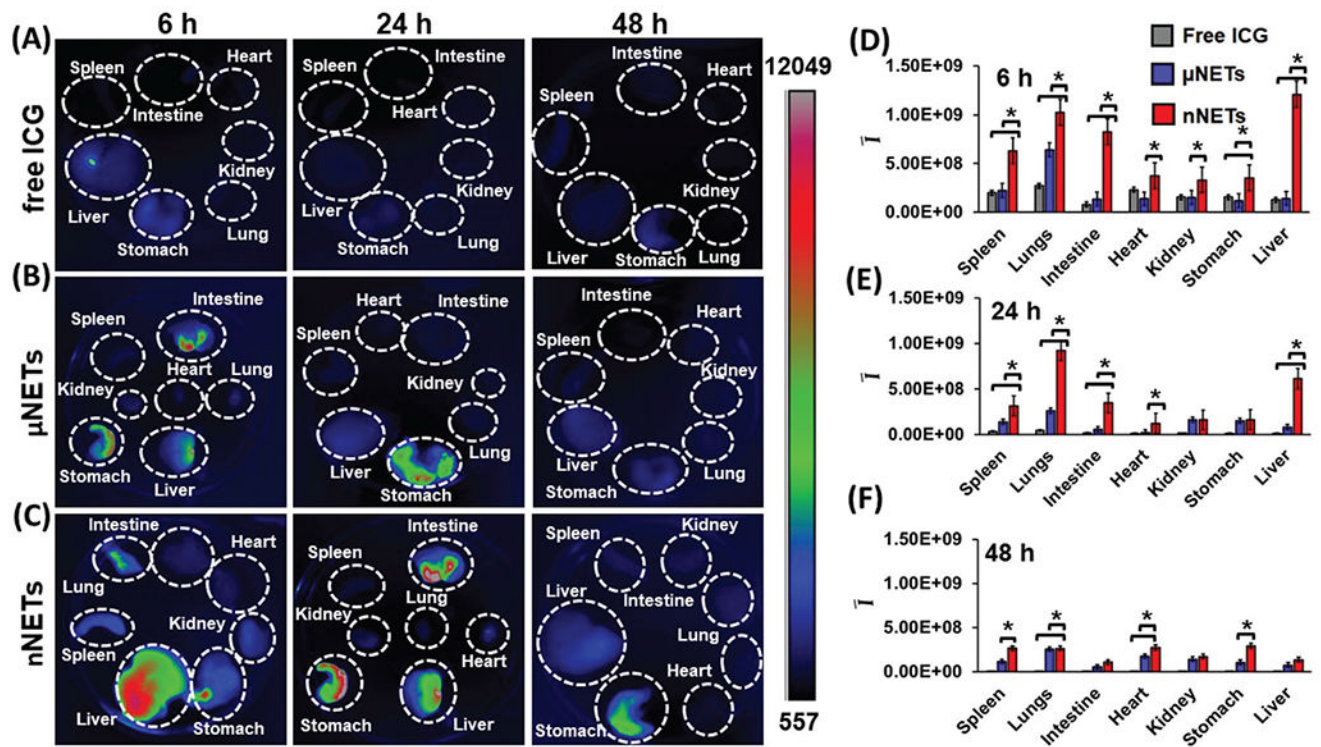 6 h
24 h
48 h
(A)
free ICG
Spleen
Heart
Intestine
Kidney
Liver
Lung
Stomach
Spleen
Intestine
Heart
Kidney
Liver
Lung
Stomach
Intestine
Heart
Spleen
Kidney
Liver
Stomach
Lung
(B)
µNETs
Intestine
Spleen
Heart
Lung
Kidney
Stomach
Liver
Heart
Intestine
Spleen
Kidney
Lung
Liver
Stomach
Intestine
Heart
Spleen
Kidney
Liver
Lung
Stomach
(C)
nNETs
Intestine
Heart
Lung
Kidney
Spleen
Liver
Stomach
Intestine
Spleen
Lung
Kidney
Heart
Stomach
Liver
Spleen
Kidney
Liver
Intestine
Lung
Heart
Stomach
12049
557
(D)
Free ICG
µNETs
nNETs
6 h
1.50E+09
1.00E+09
5.00E+08
0.00E+00
I
* * * * * * *
Spleen
Lungs
Intestine
Heart
Kidney
Stomach
Liver
(E)
24 h
1.50E+09
1.00E+09
5.00E+08
0.00E+00
I
* * * * *
Spleen
Lungs
Intestine
Heart
Kidney
Stomach
Liver
(F)
48 h
1.50E+09
1.00E+09
5.00E+08
0.00E+00
I
* * * *
Spleen
Lungs
Intestine
Heart
Kidney
Stomach
Liver